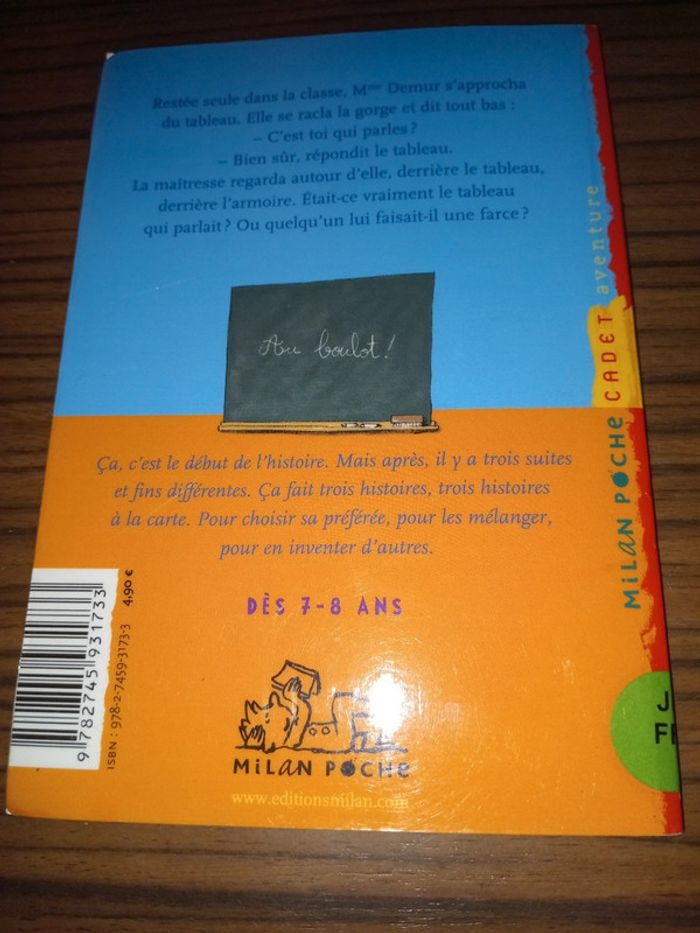 Restée seule dans la classe, Mme Demur s'approcha
du tableau. Elle se racla la gorge et dit tout bas :
– C'est toi qui parles ?
– Bien sûr, répondit le tableau.
La maîtresse regarda autour d'elle, derrière le tableau,
derrière l'armoire. Était-ce vraiment le tableau
qui parlait ? Ou quelqu'un lui faisait-il une farce ?
Au boulot !
Ça, c'est le début de l'histoire. Mais après, il y a trois suites
et fins différentes. Ça fait trois histoires, trois histoires
à la carte. Pour choisir sa préférée, pour les mélanger,
pour en inventer d'autres.
DÈS 7-8 ANS
MILAN POCHE
www.editionsmilan.com
9 782745 931733
ISBN : 978-2-7459-3173-3
4,90 €
MILAN POCHE CADET aventure